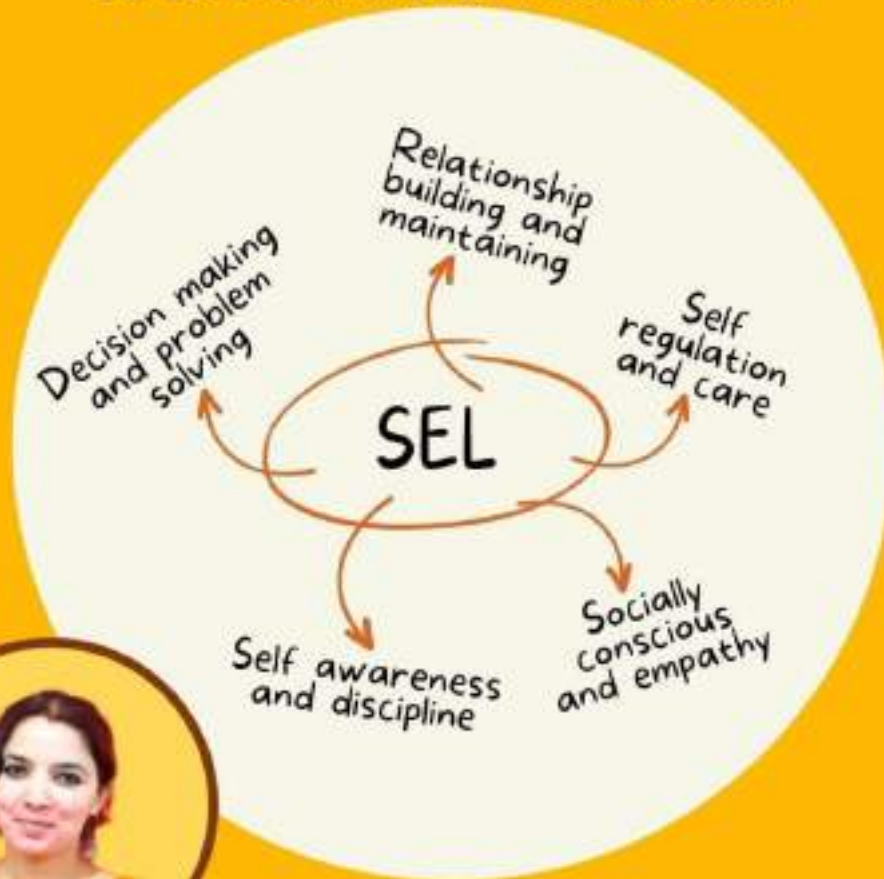 Relationship
building and
maintaining
Decision making
and problem
solving
Self
regulation
and care
SEL
Self awareness
and discipline
Socially
conscious
and empathy